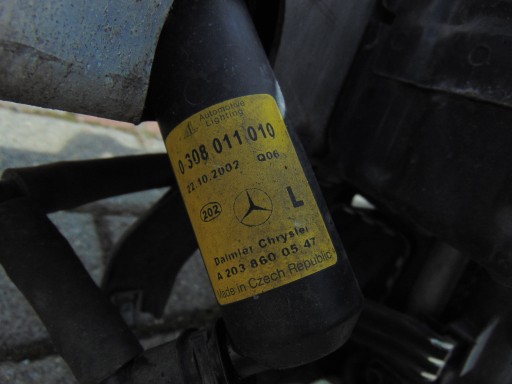 Automotive
Lighting
0 308 011 010
22.10.2002 Q06
202 L
Daimler Chrysler
A 203 860 05 47
Made in Czech Republic